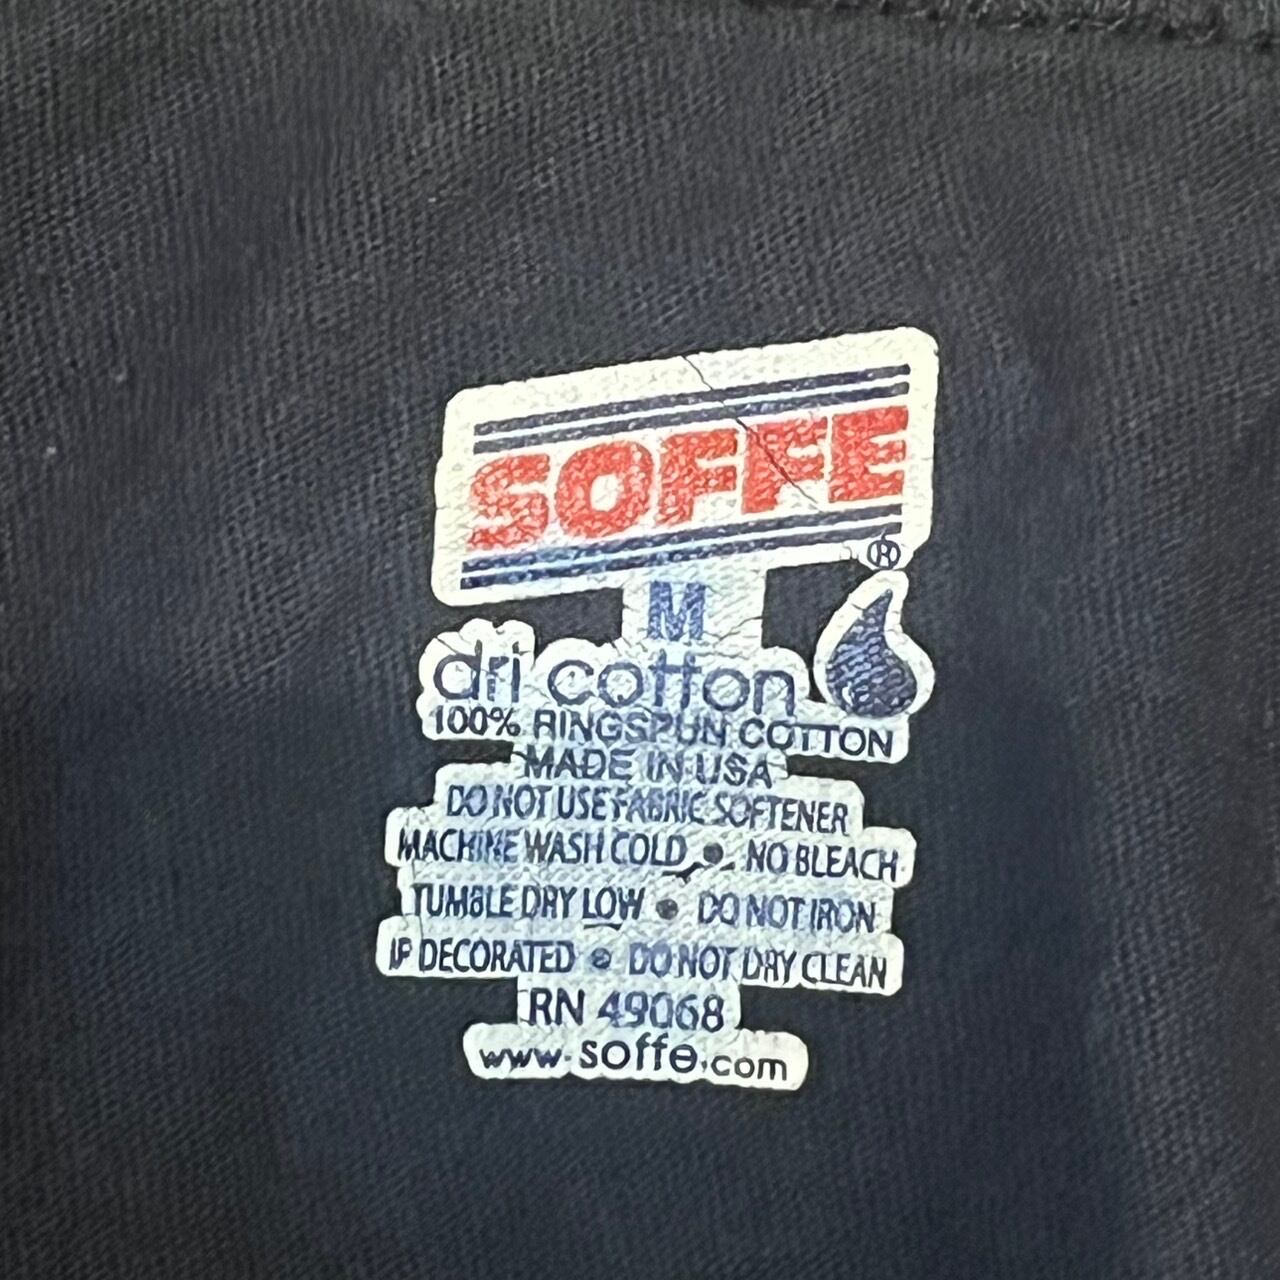 SOFFE
®
M
dri cotton
100% RINGSPUN COTTON
MADE IN USA
DO NOT USE FABRIC SOFTENER
MACHINE WASH COLD • NO BLEACH
TUMBLE DRY LOW • DO NOT IRON
IF DECORATED • DO NOT DRY CLEAN
RN 49068
www.soffe.com